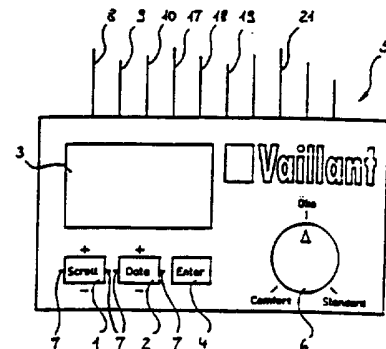 8 9 10 17 18 19 21
5
3
Vaillant
Öko
+ +
Scroll Data Enter
- -
Comfort Standard
7 1 7 2 7 4 6